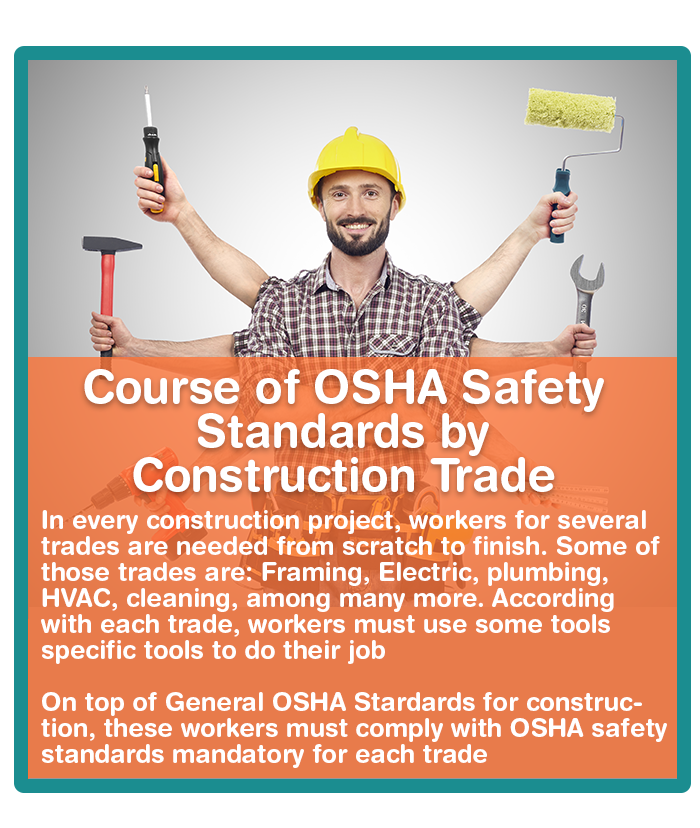 Course of OSHA Safety
Standards by
Construction Trade
In every construction project, workers for several
trades are needed from scratch to finish. Some of
those trades are: Framing, Electric, plumbing,
HVAC, cleaning, among many more. According
with each trade, workers must use some tools
specific tools to do their job
On top of General OSHA Stardards for construc-
tion, these workers must comply with OSHA safety
standards mandatory for each trade